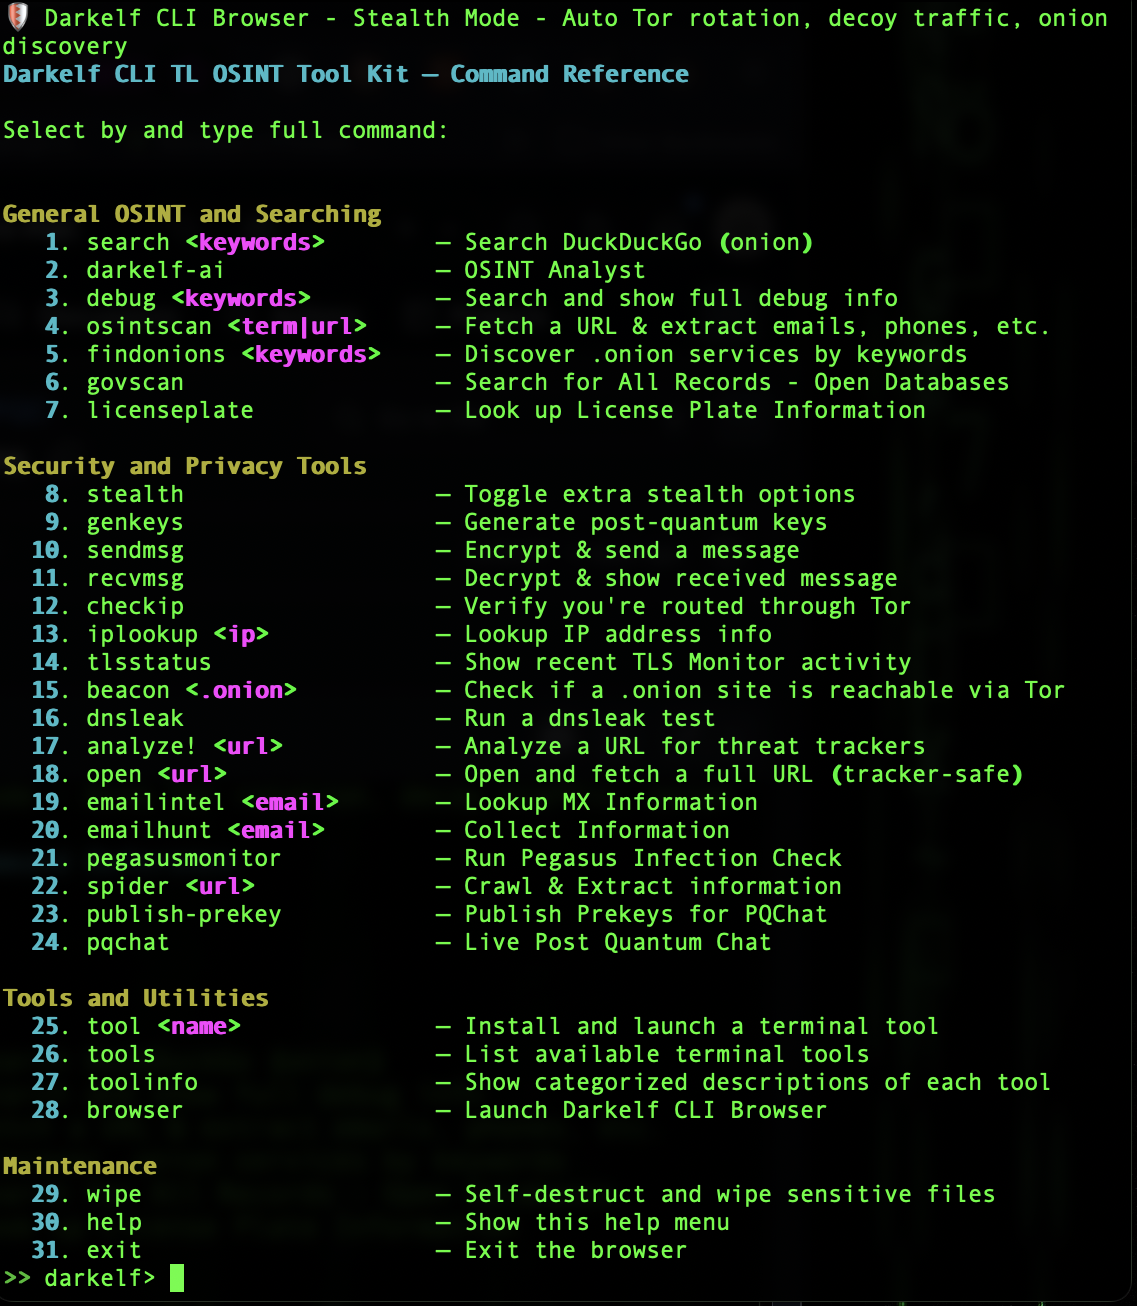 Darkelf CLI Browser - Stealth Mode - Auto Tor rotation, decoy traffic, onion
discovery
Darkelf CLI TL OSINT Tool Kit — Command Reference
Select by and type full command:
General OSINT and Searching
1. search <keywords> — Search DuckDuckGo (onion)
2. darkelf-ai — OSINT Analyst
3. debug <keywords> — Search and show full debug info
4. osintscan <term|url> — Fetch a URL & extract emails, phones, etc.
5. findonions <keywords> — Discover .onion services by keywords
6. govscan — Search for All Records - Open Databases
7. licenseplate — Look up License Plate Information
Security and Privacy Tools
8. stealth — Toggle extra stealth options
9. genkeys — Generate post-quantum keys
10. sendmsg — Encrypt & send a message
11. recvmsg — Decrypt & show received message
12. checkip — Verify you're routed through Tor
13. iplookup <ip> — Lookup IP address info
14. tlsstatus — Show recent TLS Monitor activity
15. beacon <.onion> — Check if a .onion site is reachable via Tor
16. dnsleak — Run a dnsleak test
17. analyze! <url> — Analyze a URL for threat trackers
18. open <url> — Open and fetch a full URL (tracker-safe)
19. emailintel <email> — Lookup MX Information
20. emailhunt <email> — Collect Information
21. pegasusmonitor — Run Pegasus Infection Check
22. spider <url> — Crawl & Extract information
23. publish-prekey — Publish Prekeys for PQChat
24. pqchat — Live Post Quantum Chat
Tools and Utilities
25. tool <name> — Install and launch a terminal tool
26. tools — List available terminal tools
27. toolinfo — Show categorized descriptions of each tool
28. browser — Launch Darkelf CLI Browser
Maintenance
29. wipe — Self-destruct and wipe sensitive files
30. help — Show this help menu
31. exit — Exit the browser
>> darkelf>